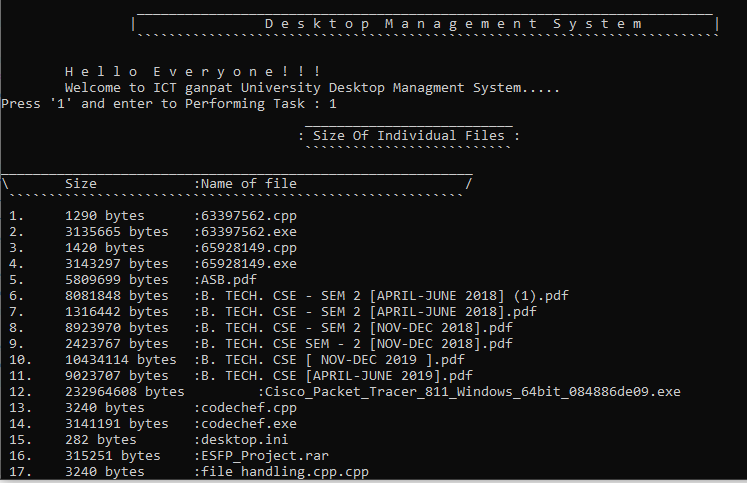 D e s k t o p  M a n a g e m e n t  S y s t e m
H e l l o  E v e r y o n e ! ! !
Welcome to ICT ganpat University Desktop Managment System.....
Press '1' and enter to Performing Task : 1
: Size Of Individual Files :
\ Size :Name of file /
1. 1290 bytes :63397562.cpp
2. 3135665 bytes :63397562.exe
3. 1420 bytes :65928149.cpp
4. 3143297 bytes :65928149.exe
5. 5809699 bytes :ASB.pdf
6. 8081848 bytes :B. TECH. CSE - SEM 2 [APRIL-JUNE 2018] (1).pdf
7. 1316442 bytes :B. TECH. CSE - SEM 2 [APRIL-JUNE 2018].pdf
8. 8923970 bytes :B. TECH. CSE - SEM 2 [NOV-DEC 2018].pdf
9. 2423767 bytes :B. TECH. CSE SEM - 2 [NOV-DEC 2018].pdf
10. 10434114 bytes :B. TECH. CSE [ NOV-DEC 2019 ].pdf
11. 9023707 bytes :B. TECH. CSE [APRIL-JUNE 2019].pdf
12. 232964608 bytes :Cisco_Packet_Tracer_811_Windows_64bit_084886de09.exe
13. 3240 bytes :codechef.cpp
14. 3141191 bytes :codechef.exe
15. 282 bytes :desktop.ini
16. 315251 bytes :ESFP_Project.rar
17. 3240 bytes :file handling.cpp.cpp